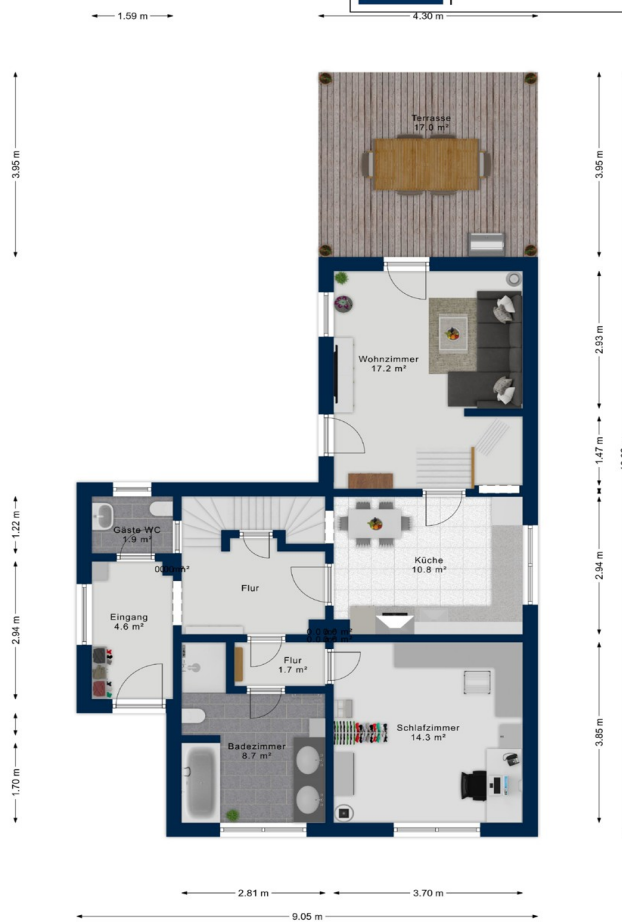 1.59 m
4.30 m
3.95 m
3.95 m
Terrasse
17.0 m²
Wohnzimmer
17.2 m²
2.93 m
1.47 m
1.22 m
Gäste WC
1.9 m²
Küche
10.8 m²
2.94 m
2.94 m
Eingang
4.6 m²
Flur
Flur
1.7 m²
Schlafzimmer
14.3 m²
3.85 m
Badezimmer
8.7 m²
1.70 m
2.81 m
3.70 m
9.05 m